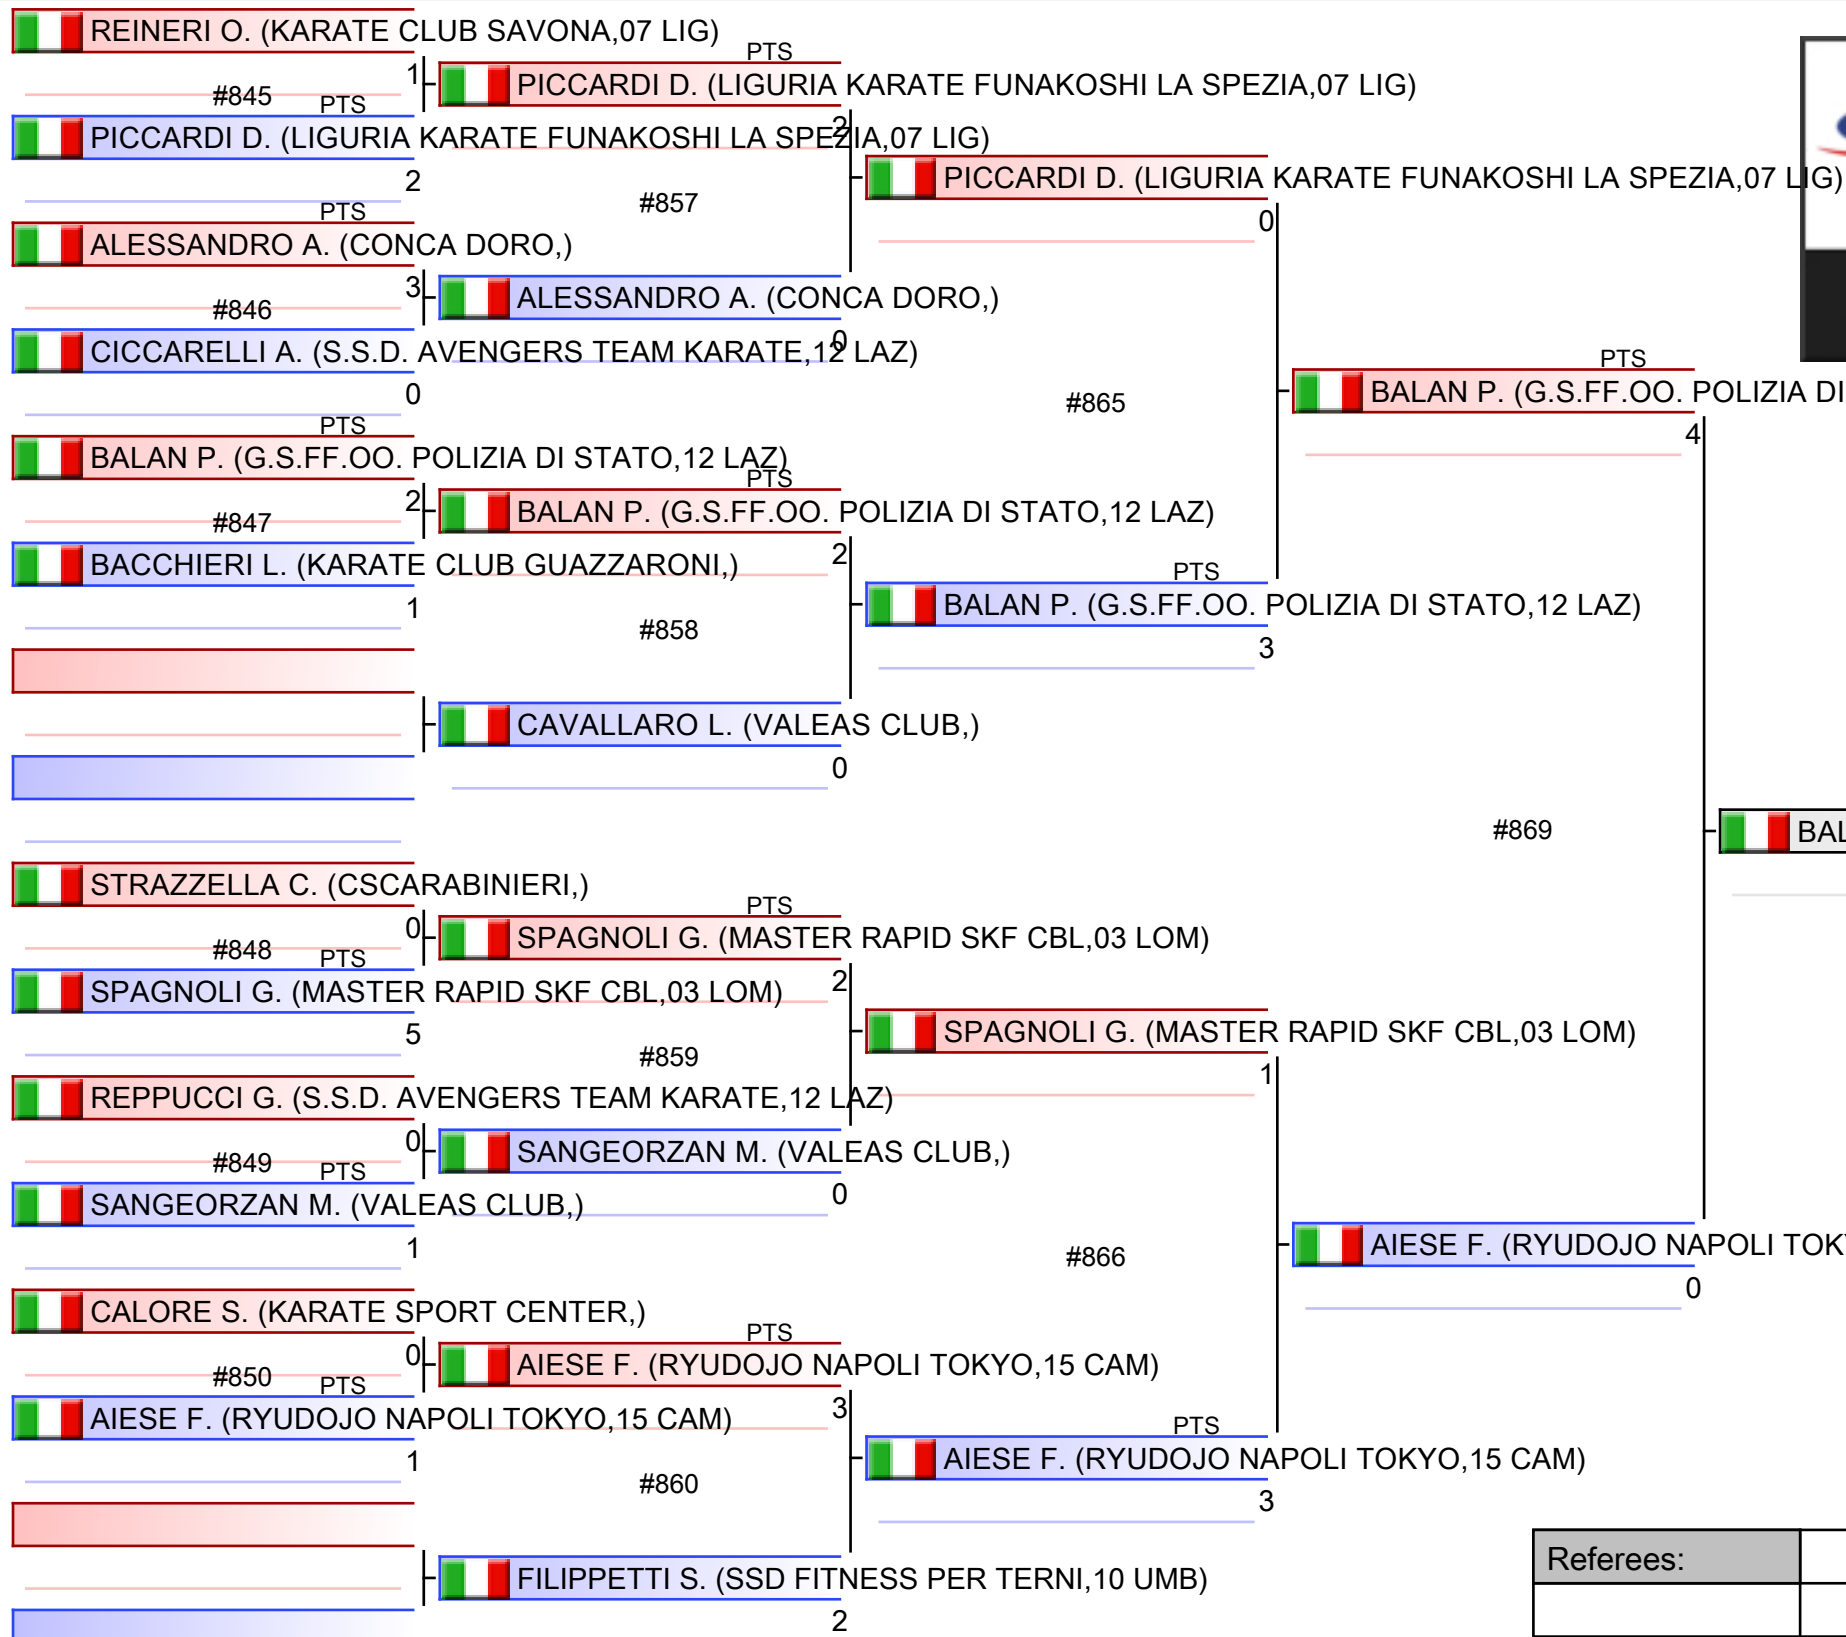 REINERI O. (KARATE CLUB SAVONA,07 LIG)
1
#845
PTS
PICCARDI D. (LIGURIA KARATE FUNAKOSHI LA SPEZIA,07 LIG)
2
PTS
ALESSANDRO A. (CONCA DORO,)
3
#846
CICCARELLI A. (S.S.D. AVENGERS TEAM KARATE,12 LAZ)
0
PTS
BALAN P. (G.S.FF.OO. POLIZIA DI STATO,12 LAZ)
2
#847
BACCHIERI L. (KARATE CLUB GUAZZARONI,)
1
STRAZZELLA C. (CSCARABINIERI,)
0
#848
PTS
SPAGNOLI G. (MASTER RAPID SKF CBL,03 LOM)
5
REPPUCCI G. (S.S.D. AVENGERS TEAM KARATE,12 LAZ)
0
#849
PTS
SANGEORZAN M. (VALEAS CLUB,)
1
CALORE S. (KARATE SPORT CENTER,)
0
#850
PTS
AIESE F. (RYUDOJO NAPOLI TOKYO,15 CAM)
1
PTS
PICCARDI D. (LIGURIA KARATE FUNAKOSHI LA SPEZIA,07 LIG)
2
#857
ALESSANDRO A. (CONCA DORO,)
0
PTS
BALAN P. (G.S.FF.OO. POLIZIA DI STATO,12 LAZ)
2
#858
CAVALLARO L. (VALEAS CLUB,)
0
PTS
SPAGNOLI G. (MASTER RAPID SKF CBL,03 LOM)
2
#859
SANGEORZAN M. (VALEAS CLUB,)
0
PTS
AIESE F. (RYUDOJO NAPOLI TOKYO,15 CAM)
3
#860
FILIPPETTI S. (SSD FITNESS PER TERNI,10 UMB)
2
PICCARDI D. (LIGURIA KARATE FUNAKOSHI LA SPEZIA,07 LIG)
0
#865
PTS
BALAN P. (G.S.FF.OO. POLIZIA DI STATO,12 LAZ)
3
SPAGNOLI G. (MASTER RAPID SKF CBL,03 LOM)
1
#866
PTS
AIESE F. (RYUDOJO NAPOLI TOKYO,15 CAM)
3
PTS
BALAN P. (G.S.FF.OO. POLIZIA DI
4
#869
AIESE F. (RYUDOJO NAPOLI TOK
0
BAL
Referees: